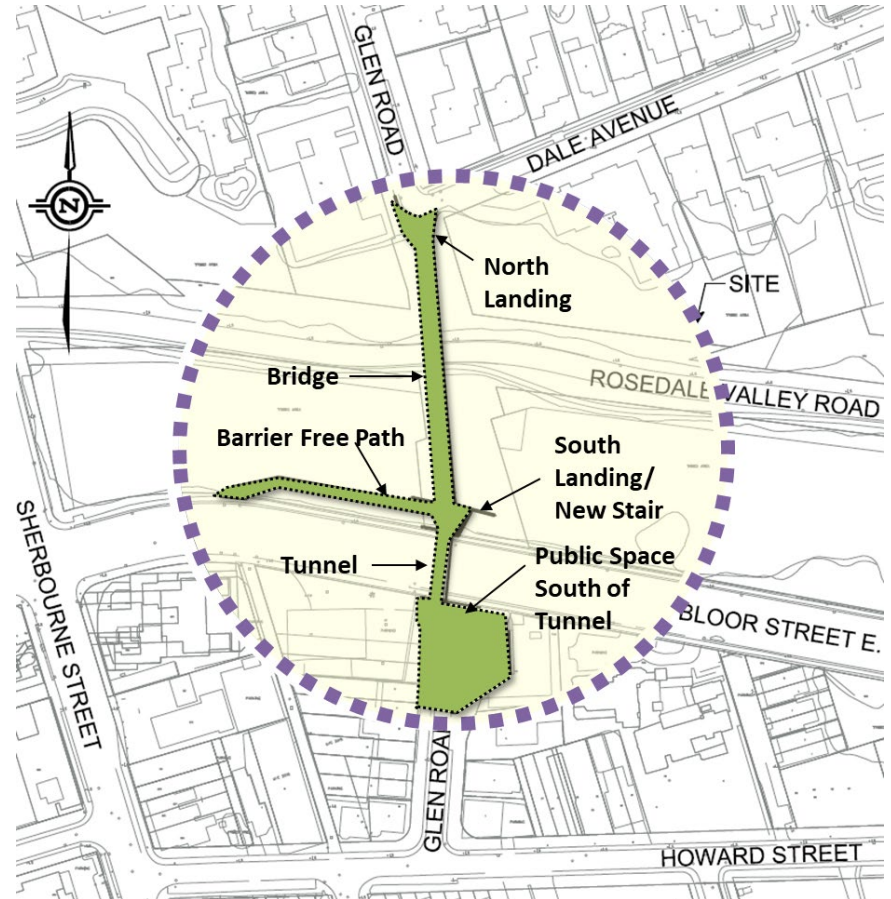 GLEN ROAD
DALE AVENUE
N
North
Landing
SITE
Bridge
ROSEDALE VALLEY ROAD
Barrier Free Path
South
Landing/
New Stair
SHERBOURNE STREET
Tunnel
Public Space
South of
Tunnel
BLOOR STREET E.
GLEN ROAD
HOWARD STREET